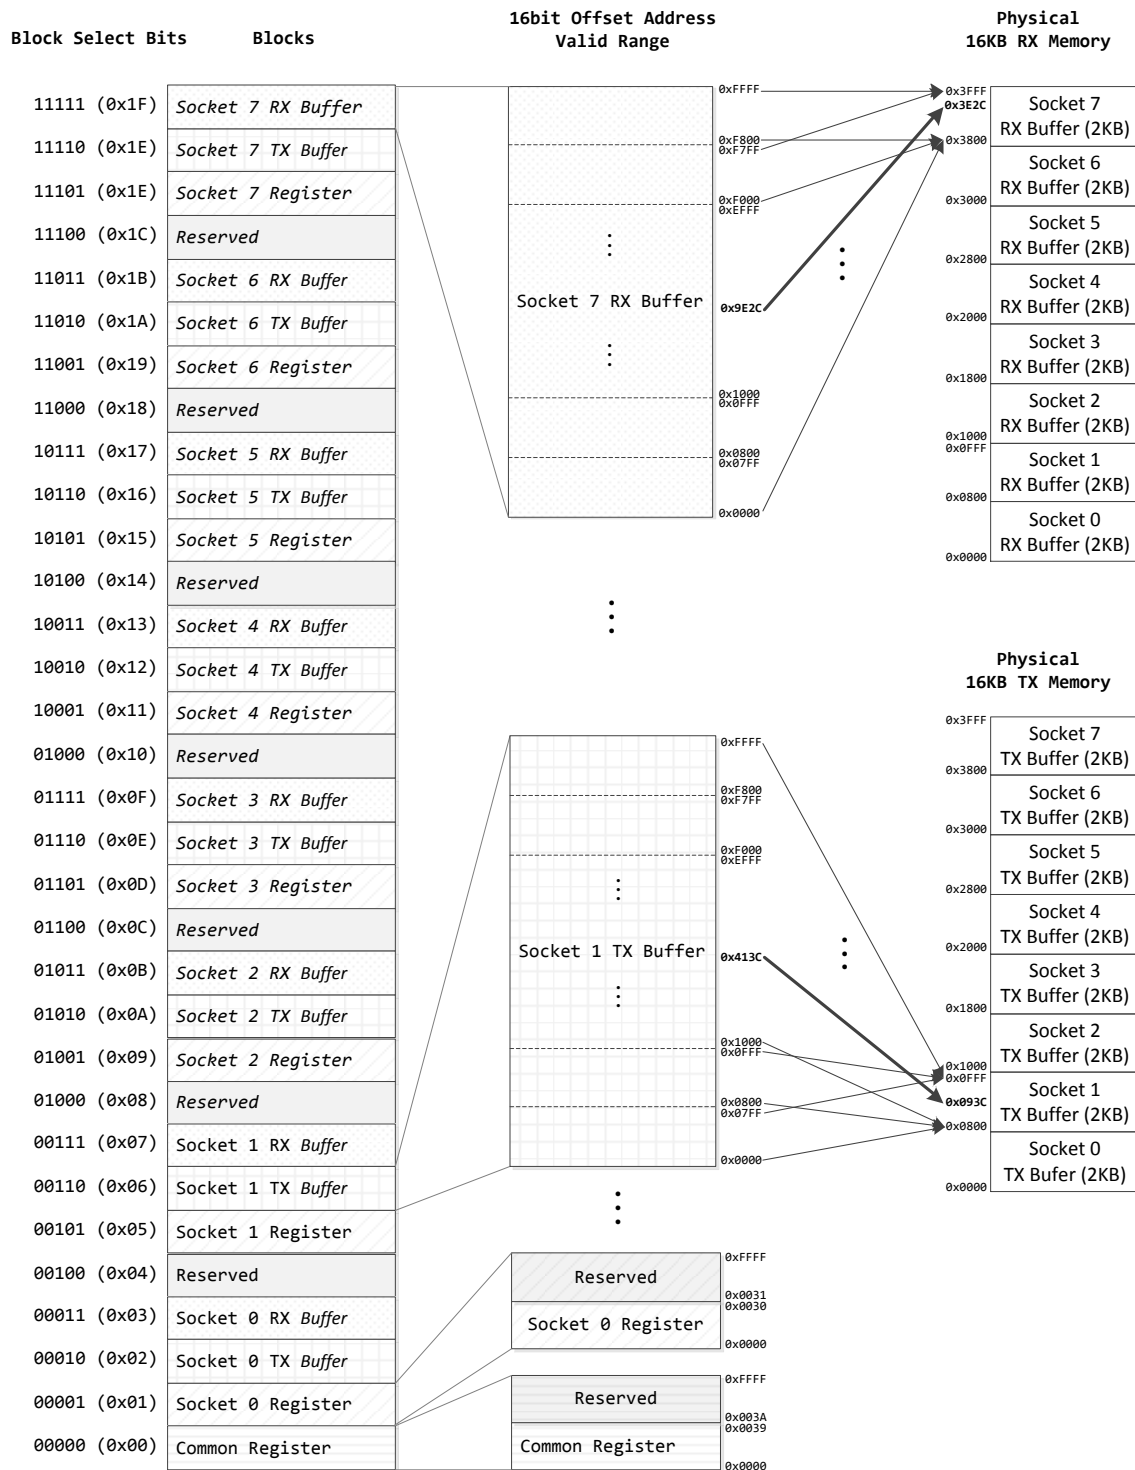 Block Select Bits
Blocks
16bit Offset Address
Valid Range
Physical
16KB RX Memory
11111 (0x1F) Socket 7 RX Buffer
11110 (0x1E) Socket 7 TX Buffer
11101 (0x1E) Socket 7 Register
11100 (0x1C) Reserved
11011 (0x1B) Socket 6 RX Buffer
11010 (0x1A) Socket 6 TX Buffer
11001 (0x19) Socket 6 Register
11000 (0x18) Reserved
10111 (0x17) Socket 5 RX Buffer
10110 (0x16) Socket 5 TX Buffer
10101 (0x15) Socket 5 Register
10100 (0x14) Reserved
10011 (0x13) Socket 4 RX Buffer
10010 (0x12) Socket 4 TX Buffer
10001 (0x11) Socket 4 Register
01000 (0x10) Reserved
01111 (0x0F) Socket 3 RX Buffer
01110 (0x0E) Socket 3 TX Buffer
01101 (0x0D) Socket 3 Register
01100 (0x0C) Reserved
01011 (0x0B) Socket 2 RX Buffer
01010 (0x0A) Socket 2 TX Buffer
01001 (0x09) Socket 2 Register
01000 (0x08) Reserved
00111 (0x07) Socket 1 RX Buffer
00110 (0x06) Socket 1 TX Buffer
00101 (0x05) Socket 1 Register
00100 (0x04) Reserved
00011 (0x03) Socket 0 RX Buffer
00010 (0x02) Socket 0 TX Buffer
00001 (0x01) Socket 0 Register
00000 (0x00) Common Register
0xFFFF
0xF800
0xF7FF
0xF000
0xEFFF
Socket 7 RX Buffer
0x9E2C
0x1000
0x0FFF
0x0800
0x07FF
0x0000
0x3FFF
0x3E2C
Socket 7
RX Buffer (2KB)
0x3800
Socket 6
RX Buffer (2KB)
0x3000
Socket 5
RX Buffer (2KB)
0x2800
Socket 4
RX Buffer (2KB)
0x2000
Socket 3
RX Buffer (2KB)
0x1800
Socket 2
RX Buffer (2KB)
0x1000
0x0FFF
Socket 1
RX Buffer (2KB)
0x0800
Socket 0
RX Buffer (2KB)
0x0000
0xFFFF
0xF800
0xF7FF
0xF000
0xEFFF
Socket 1 TX Buffer
0x413C
0x1000
0x0FFF
0x0800
0x07FF
0x0000
Physical
16KB TX Memory
0x3FFF
Socket 7
TX Buffer (2KB)
0x3800
Socket 6
TX Buffer (2KB)
0x3000
Socket 5
TX Buffer (2KB)
0x2800
Socket 4
TX Buffer (2KB)
0x2000
Socket 3
TX Buffer (2KB)
0x1800
Socket 2
TX Buffer (2KB)
0x1000
0x0FFF
Socket 1
0x093C
TX Buffer (2KB)
0x0800
Socket 0
TX Bufer (2KB)
0x0000
0xFFFF
Reserved
0x0031
0x0030
Socket 0 Register
0x0000
0xFFFF
Reserved
0x003A
0x0039
Common Register
0x0000